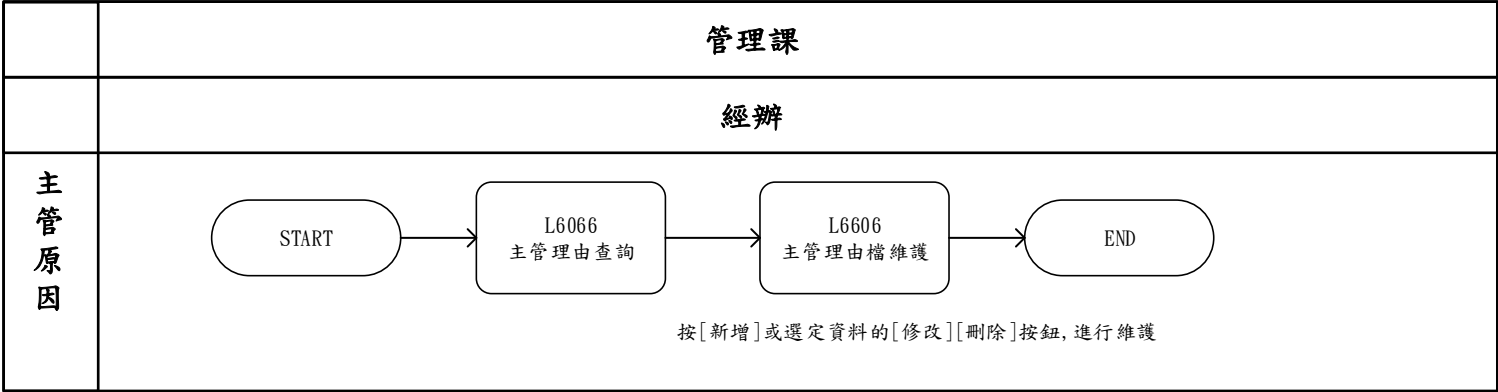 管理課
經辦
主管原因
START
L6066
主管理由查詢
L6606
主管理由檔維護
END
按[新增]或選定資料的[修改][刪除]按鈕,進行維護